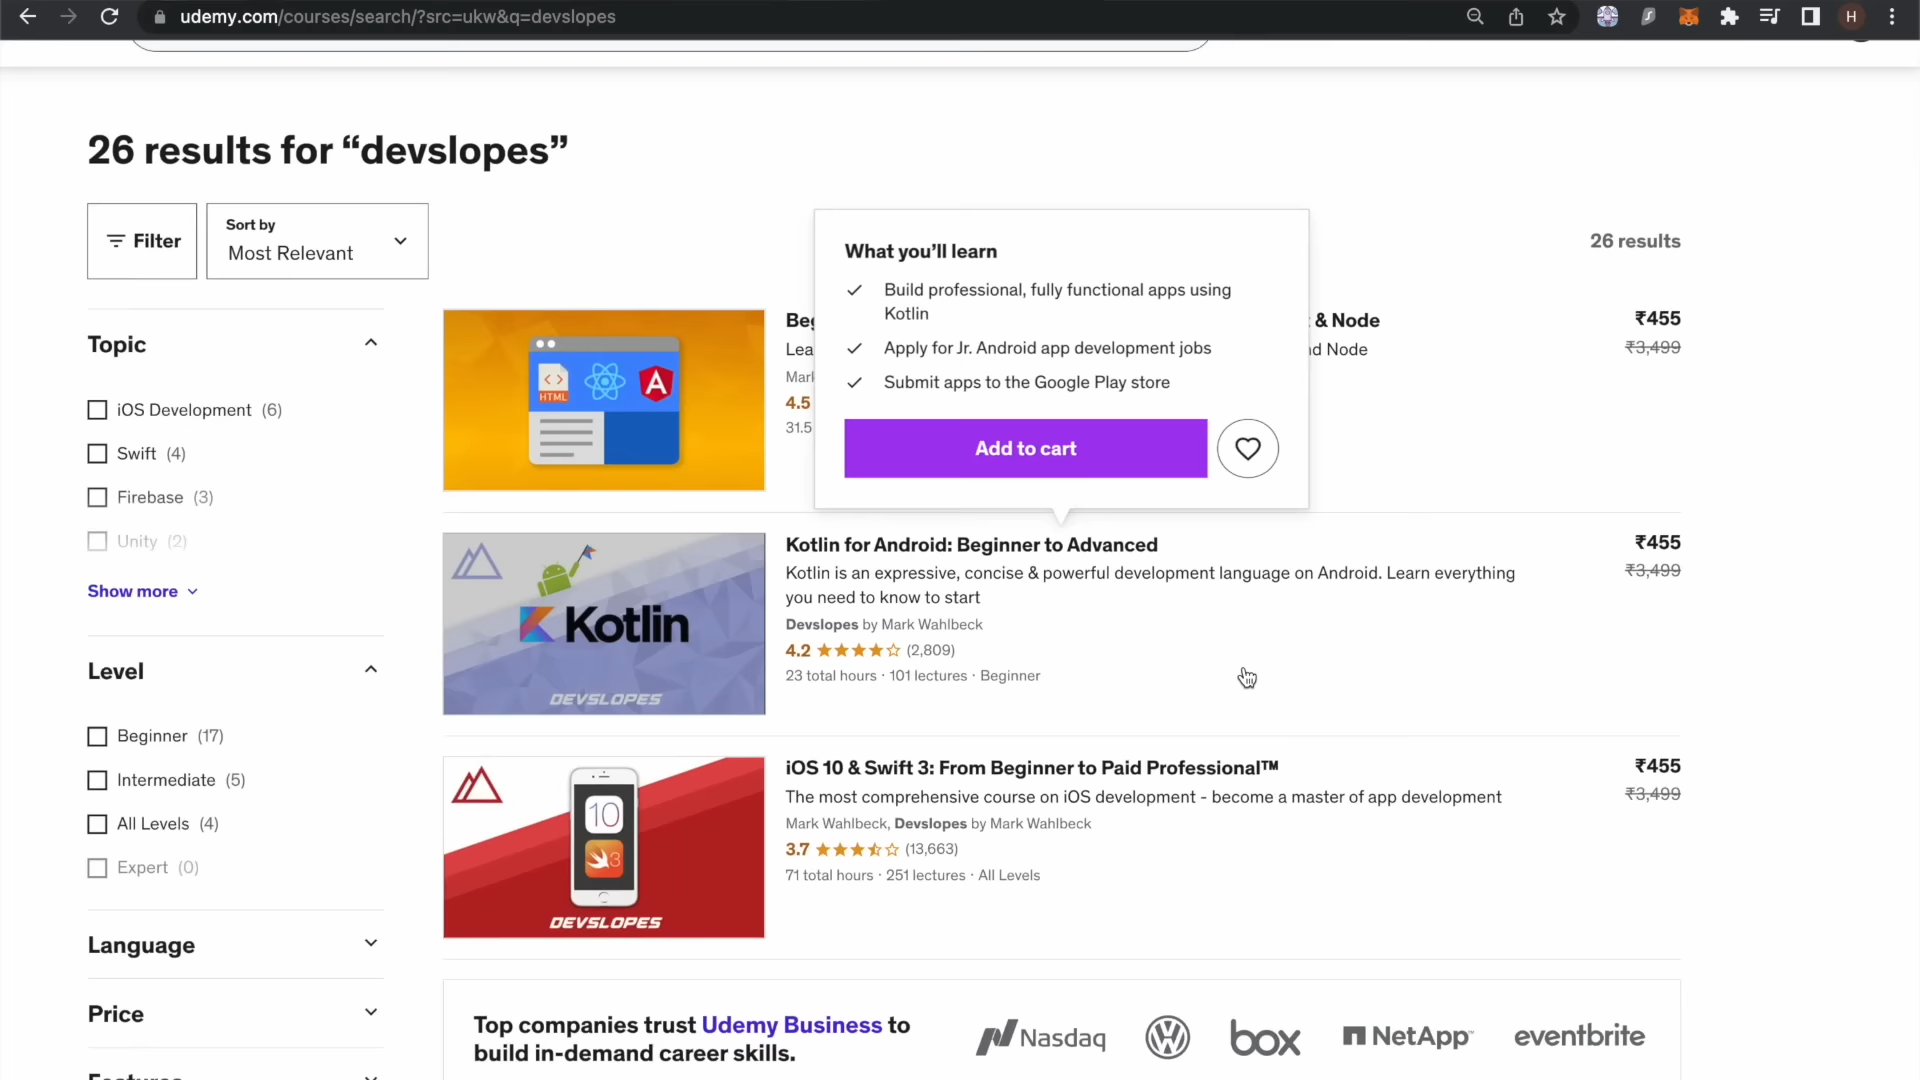 udemy.com/courses/search/?src=ukw&q=devslopes
H
26 results for “devslopes”
Filter
Sort by
Most Relevant
26 results
Topic
iOS Development (6)
Swift (4)
Firebase (3)
Unity (2)
Show more
Level
Beginner (17)
Intermediate (5)
All Levels (4)
Expert (0)
Language
Price
What you’ll learn
Build professional, fully functional apps using
Kotlin
Apply for Jr. Android app development jobs
Submit apps to the Google Play store
Add to cart
HTML
& Node
Node
4.5
31.5
₹455
₹3,499
Kotlin
DEVSLOPES
Kotlin for Android: Beginner to Advanced
Kotlin is an expressive, concise & powerful development language on Android. Learn everything
you need to know to start
Devslopes by Mark Wahlbeck
4.2 (2,809)
23 total hours · 101 lectures · Beginner
₹455
₹3,499
10
3
DEVSLOPES
iOS 10 & Swift 3: From Beginner to Paid Professional™
The most comprehensive course on iOS development - become a master of app development
Mark Wahlbeck, Devslopes by Mark Wahlbeck
3.7 (13,663)
71 total hours · 251 lectures · All Levels
₹455
₹3,499
Top companies trust Udemy Business to
build in-demand career skills.
Nasdaq
box
NetApp
eventbrite